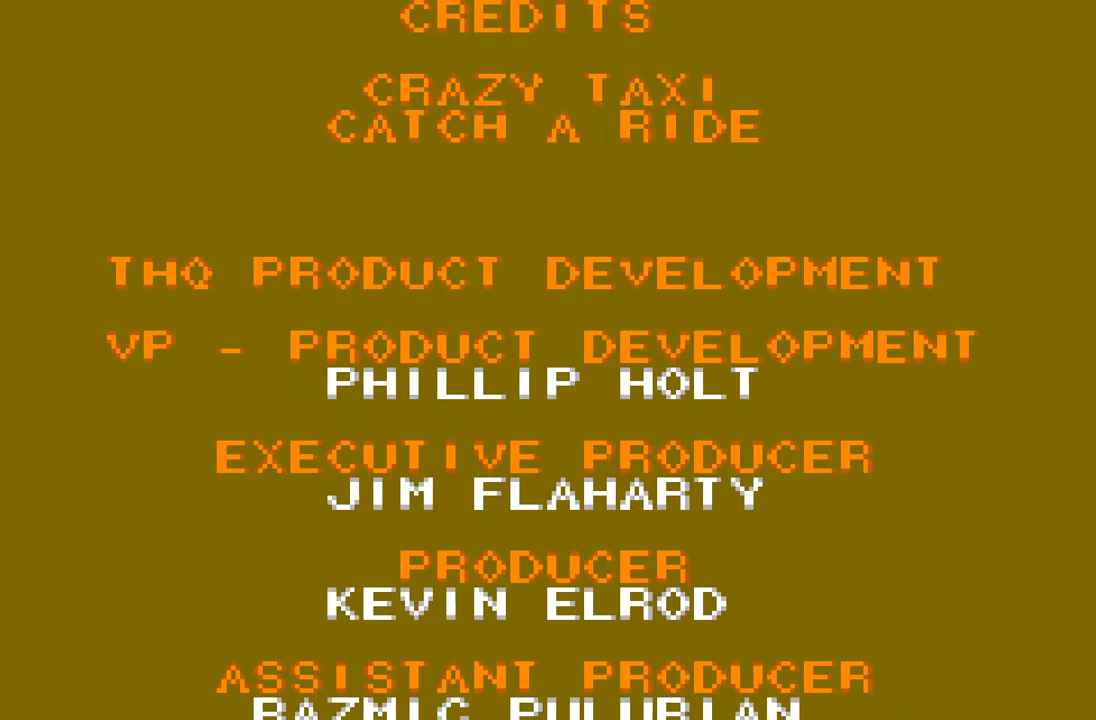 CREDITS
CRAZY TAXI
CATCH A RIDE
THQ PRODUCT DEVELOPMENT
VP - PRODUCT DEVELOPMENT
PHILLIP HOLT
EXECUTIVE PRODUCER
JIM FLAHARTY
PRODUCER
KEVIN ELROD
ASSISTANT PRODUCER